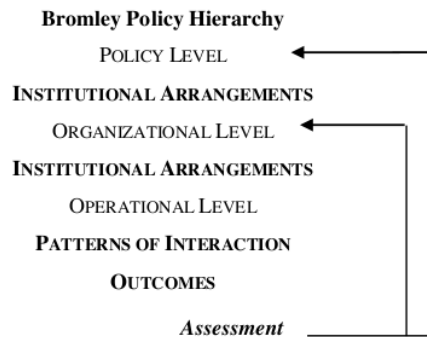 Bromley Policy Hierarchy
POLICY LEVEL
INSTITUTIONAL ARRANGEMENTS
ORGANIZATIONAL LEVEL
INSTITUTIONAL ARRANGEMENTS
OPERATIONAL LEVEL
PATTERNS OF INTERACTION
OUTCOMES
Assessment